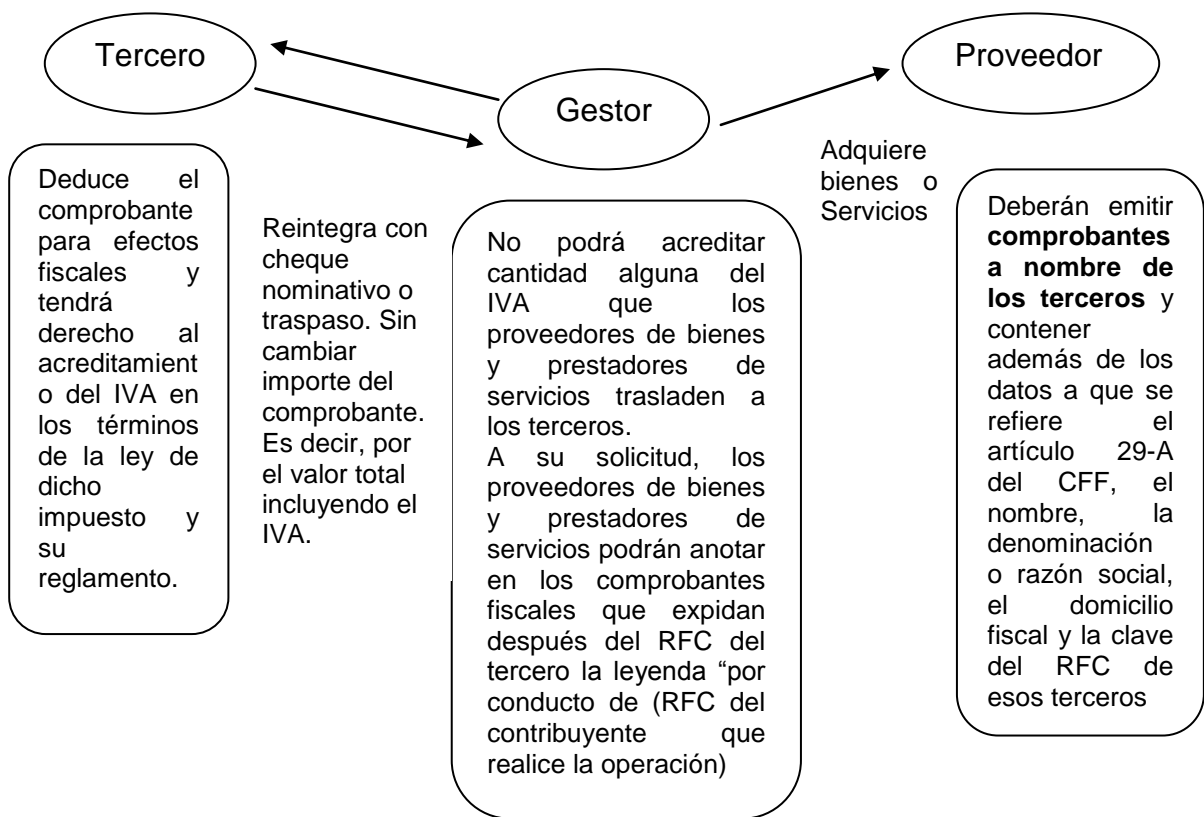 Tercero
Gestor
Proveedor
Deduce el
comprobante
para efectos
fiscales y
tendrá
derecho al
acreditamient
o del IVA en
los términos
de la ley de
dicho
impuesto y
su
reglamento.
Reintegra con
cheque
nominativo o
traspaso. Sin
cambiar
importe del
comprobante.
Es decir, por
el valor total
incluyendo el
IVA.
No podrá acreditar
cantidad alguna del
IVA que los
proveedores de bienes
y prestadores de
servicios trasladen a
los terceros.
A su solicitud, los
proveedores de bienes
y prestadores de
servicios podrán anotar
en los comprobantes
fiscales que expidan
después del RFC del
tercero la leyenda “por
conducto de (RFC del
contribuyente que
realice la operación)
Adquiere
bienes o
Servicios
Deberán emitir
comprobantes
a nombre de
los terceros y
contener
además de los
datos a que se
refiere el
artículo 29-A
del CFF, el
nombre, la
denominación
o razón social,
el domicilio
fiscal y la clave
del RFC de
esos terceros